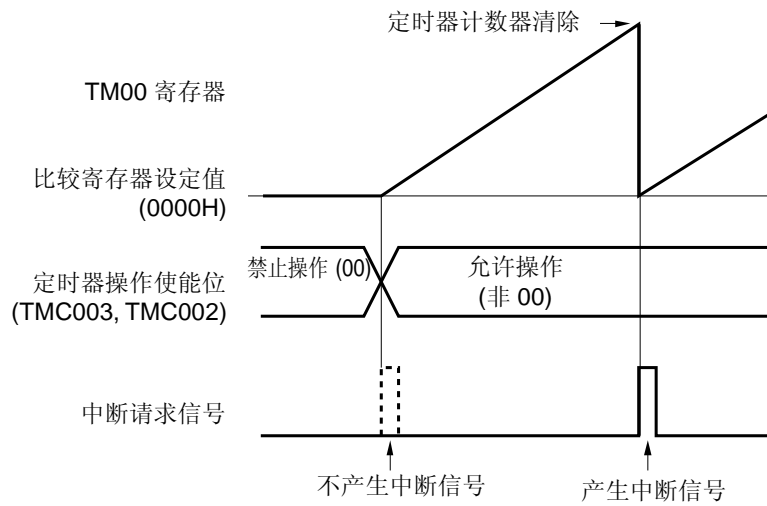 定时器计数器清除
TM00 寄存器
比较寄存器设定值
(0000H)
定时器操作使能位
(TMC003, TMC002)
禁止操作 (00)
允许操作
(非 00)
中断请求信号
不产生中断信号
产生中断信号